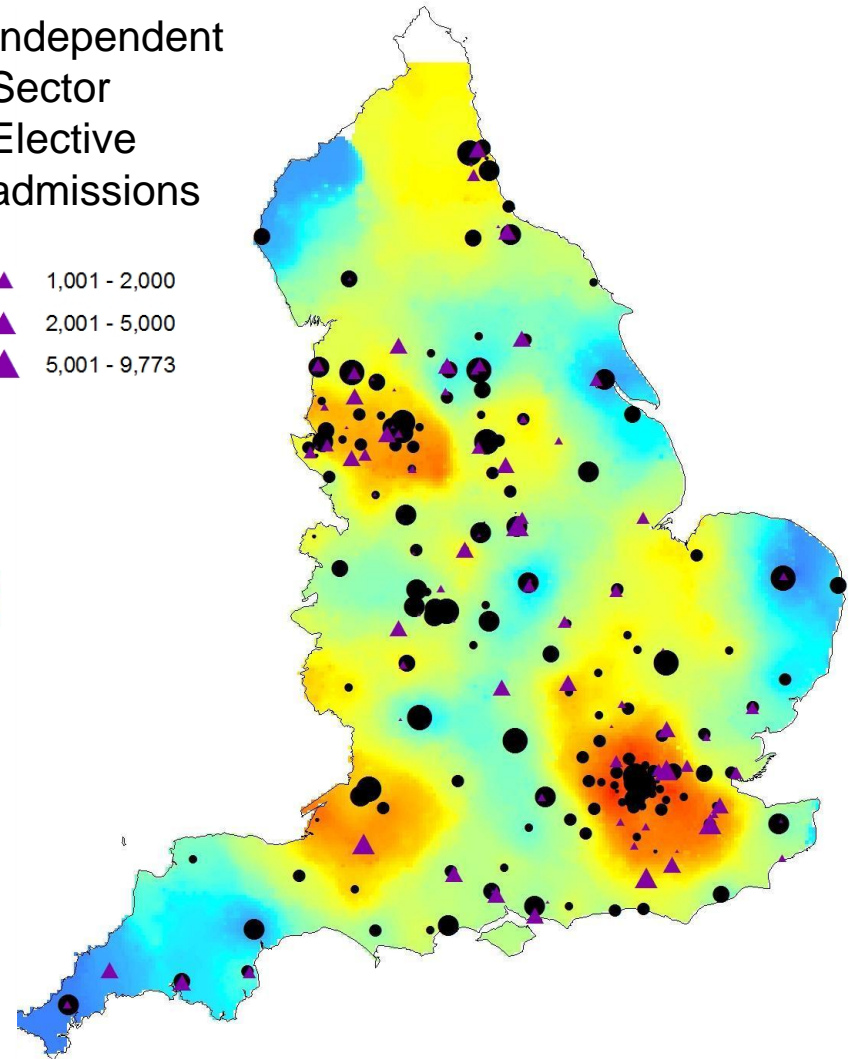 ndependent
Sector
Elective
admissions
1,001 - 2,000
2,001 - 5,000
5,001 - 9,773